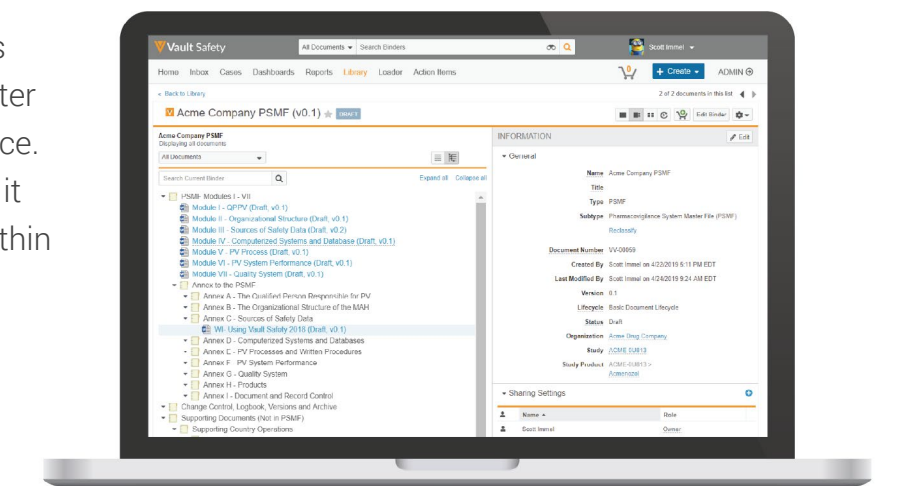 s
ter
ce.
it
thin
Vault Safety
All Documents
Search Binders
Scott Immel
Home Inbox Cases Dashboards Reports Library Loader Action Items
0
+ Create
ADMIN
« Back to Library
2 of 2 documents in this list
Acme Company PSMF (v0.1)
DRAFT
Edit Binder
Acme Company PSMF
Displaying all documents
All Documents
Search Current Binder
Expand all Collapse all
PSMF Modules I - VII
Module I - QPPV (Draft, v0.1)
Module II - Organizational Structure (Draft, v0.1)
Module III - Sources of Safety Data (Draft, v0.2)
Module IV - Computerized Systems and Database (Draft, v0.1)
Module V - PV Process (Draft, v0.1)
Module VI - PV System Performance (Draft, v0.1)
Module VII - Quality System (Draft, v0.1)
Annex to the PSMF
Annex A - The Qualified Person Responsible for PV
Annex B - The Organizational Structure of the MAH
Annex C - Sources of Safety Data
WI- Using Vault Safety 2018 (Draft, v0.1)
Annex D - Computerized Systems and Databases
Annex E - PV Processes and Written Procedures
Annex F - PV System Performance
Annex G - Quality System
Annex H - Products
Annex I - Document and Record Control
Change Control, Logbook, Versions and Archive
Supporting Documents (Not in PSMF)
Supporting Country Operations
INFORMATION
Edit
General
Name Acme Company PSMF
Title
Type PSMF
Subtype Pharmacovigilance System Master File (PSMF)
Reclassify
Document Number VV-00059
Created By Scott Immel on 4/22/2019 5:11 PM EDT
Last Modified By Scott Immel on 4/24/2019 9:24 AM EDT
Version 0.1
Lifecycle Basic Document Lifecycle
Status Draft
Organization Acme Drug Company
Study
Study Product
Sharing Settings
Name Role
Scott Immel Owner